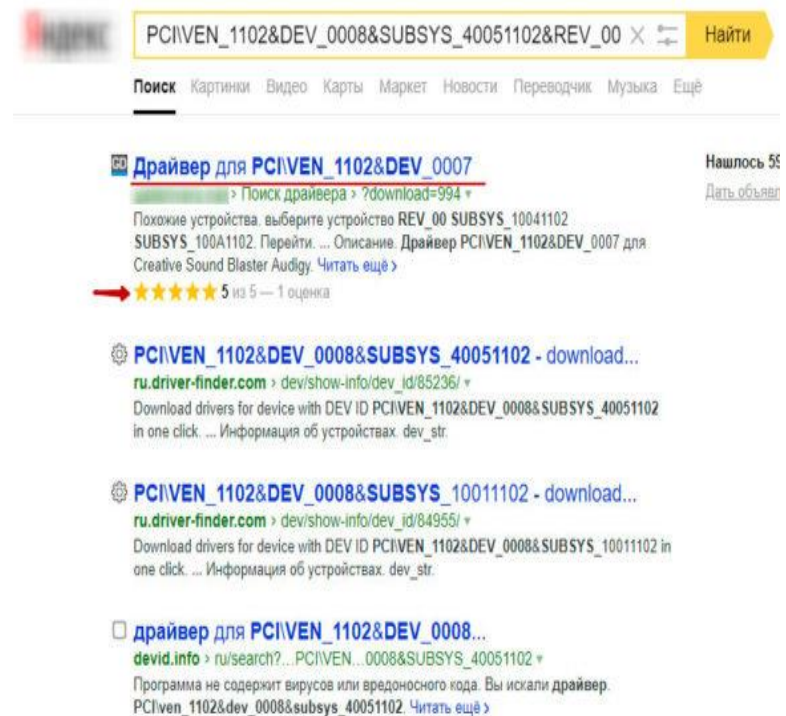 PCI\VEN_1102&DEV_0008&SUBSYS_40051102&REV_00
Найти
Поиск Картинки Видео Карты Маркет Новости Переводчик Музыка Ещё
GD
Драйвер для PCI\VEN_1102&DEV_0007
› Поиск драйвера › ?download=994
Похожие устройства. выберите устройство REV_00 SUBSYS_10041102
SUBSYS_100A1102. Перейти. ... Описание. Драйвер PCI\VEN_1102&DEV_0007 для
Creative Sound Blaster Audigy. Читать ещё ›
5 из 5 — 1 оценка
Нашлось 59
Дать объявл
PCI\VEN_1102&DEV_0008&SUBSYS_40051102 - download...
ru.driver-finder.com › dev/show-info/dev_id/85236/
Download drivers for device with DEV ID PCI\VEN_1102&DEV_0008&SUBSYS_40051102
in one click. ... Информация об устройствах. dev_str.
PCI\VEN_1102&DEV_0008&SUBSYS_10011102 - download...
ru.driver-finder.com › dev/show-info/dev_id/84955/
Download drivers for device with DEV ID PCI\VEN_1102&DEV_0008&SUBSYS_10011102 in
one click. ... Информация об устройствах. dev_str.
драйвер для PCI\VEN_1102&DEV_0008...
devid.info › ru/search?...PCI\VEN...0008&SUBSYS_40051102
Программа не содержит вирусов или вредоносного кода. Вы искали драйвер.
PCI\ven_1102&dev_0008&subsys_40051102. Читать ещё ›